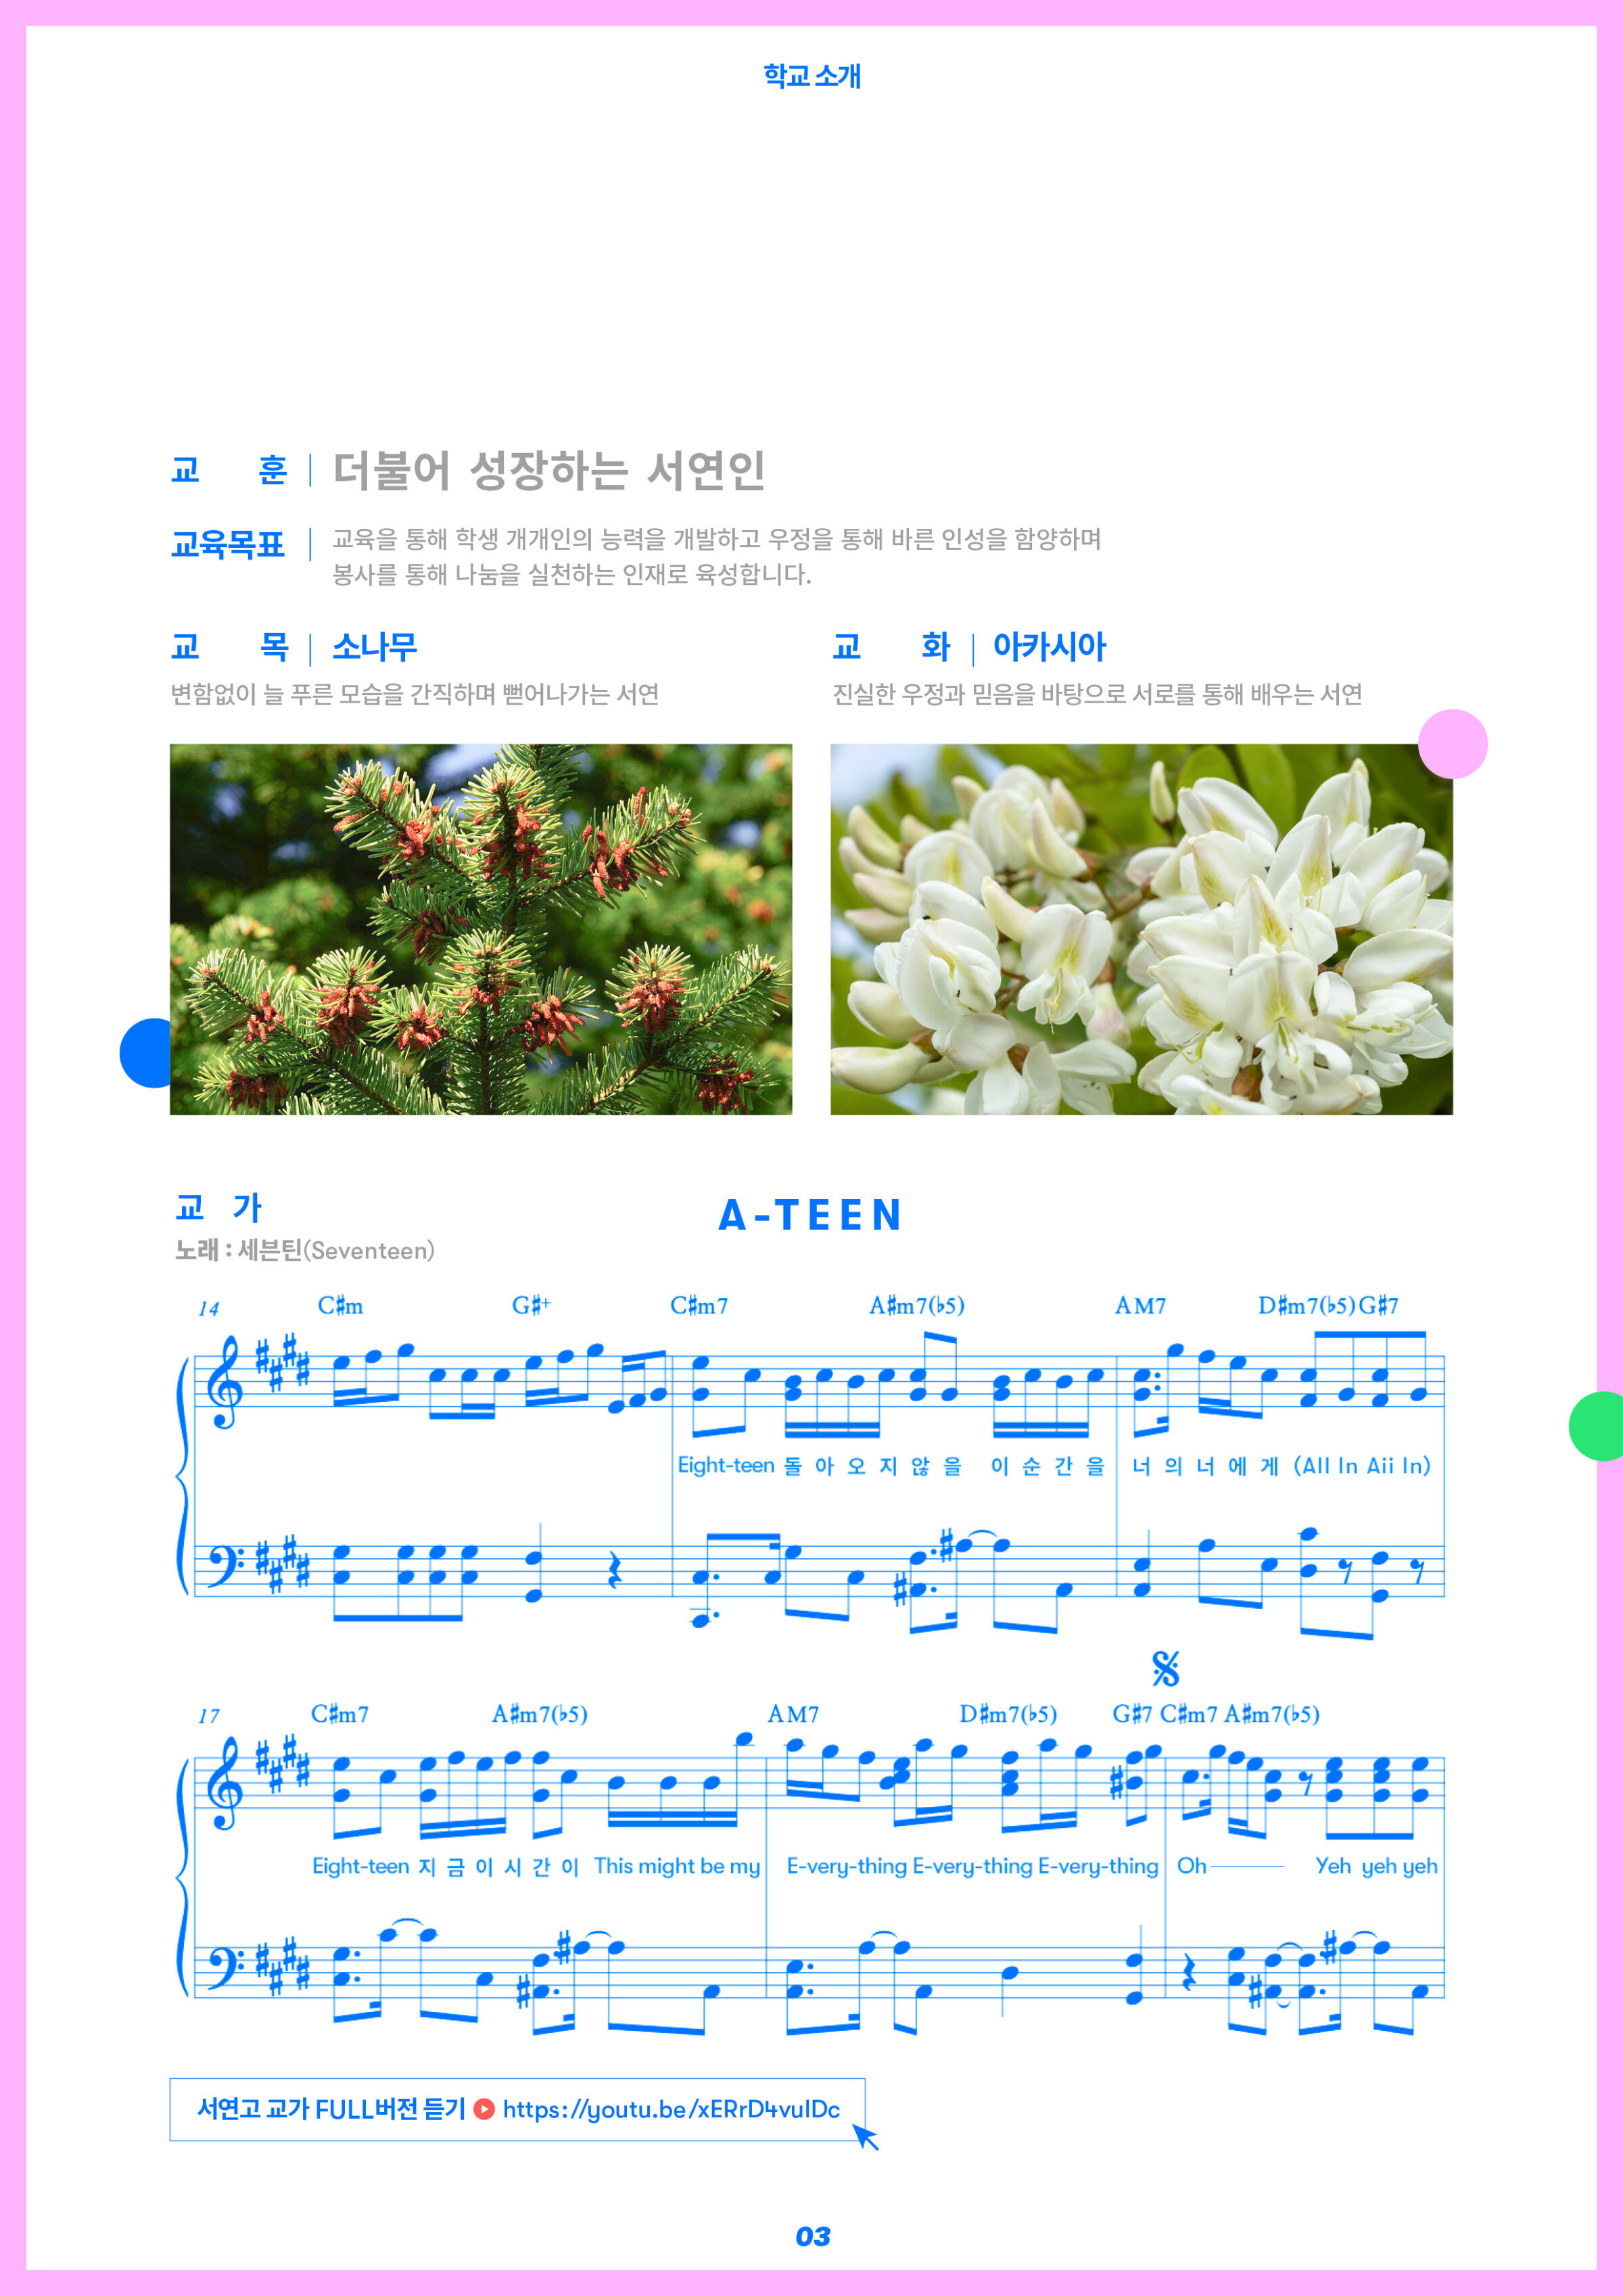 학교 소개
교 훈 | 더불어 성장하는 서연인
교육목표 | 교육을 통해 학생 개개인의 능력을 개발하고 우정을 통해 바른 인성을 함양하며
봉사를 통해 나눔을 실천하는 인재로 육성합니다.
교 목 | 소나무
변함없이 늘 푸른 모습을 간직하며 뻗어나가는 서연
교 화 | 아카시아
진실한 우정과 믿음을 바탕으로 서로를 통해 배우는 서연
교 가
노래 : 세븐틴(Seventeen)
A-TEEN
14 C#m G#+ C#m7 A#m7(♭5) AM7 D#m7(♭5) G#7
Eight-teen 돌 아 오 지 않 을 이 순 간 을 너 의 너 에 게 (All In Aii In)
17 C#m7 A#m7(♭5) AM7 D#m7(♭5) G#7 C#m7 A#m7(♭5)
Eight-teen 지 금 이 시 간 이 This might be my E-very-thing E-very-thing E-very-thing Oh Yeh yeh yeh
서연고 교가 FULL버전 듣기 https://youtu.be/xERrD4vulDc
03